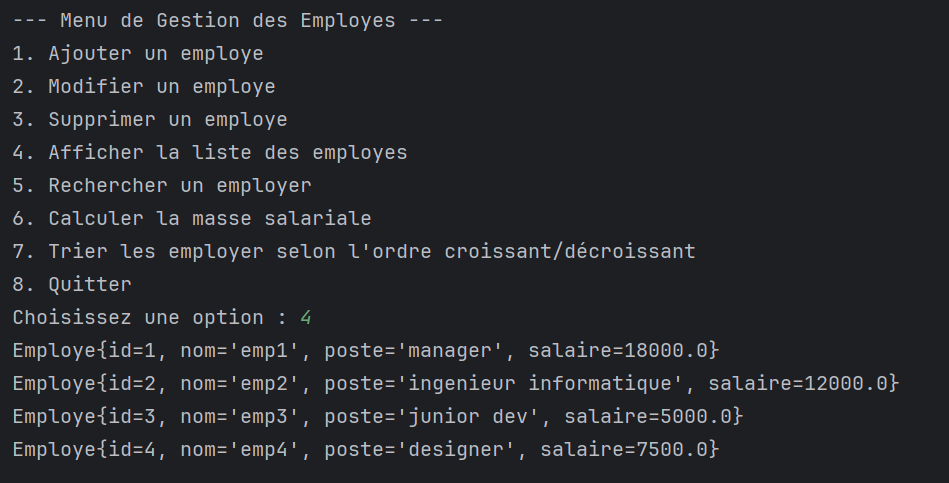 --- Menu de Gestion des Employes ---
1. Ajouter un employe
2. Modifier un employe
3. Supprimer un employe
4. Afficher la liste des employes
5. Rechercher un employer
6. Calculer la masse salariale
7. Trier les employer selon l'ordre croissant/décroissant
8. Quitter
Choisissez une option : 4
Employe{id=1, nom='emp1', poste='manager', salaire=18000.0}
Employe{id=2, nom='emp2', poste='ingenieur informatique', salaire=12000.0}
Employe{id=3, nom='emp3', poste='junior dev', salaire=5000.0}
Employe{id=4, nom='emp4', poste='designer', salaire=7500.0}